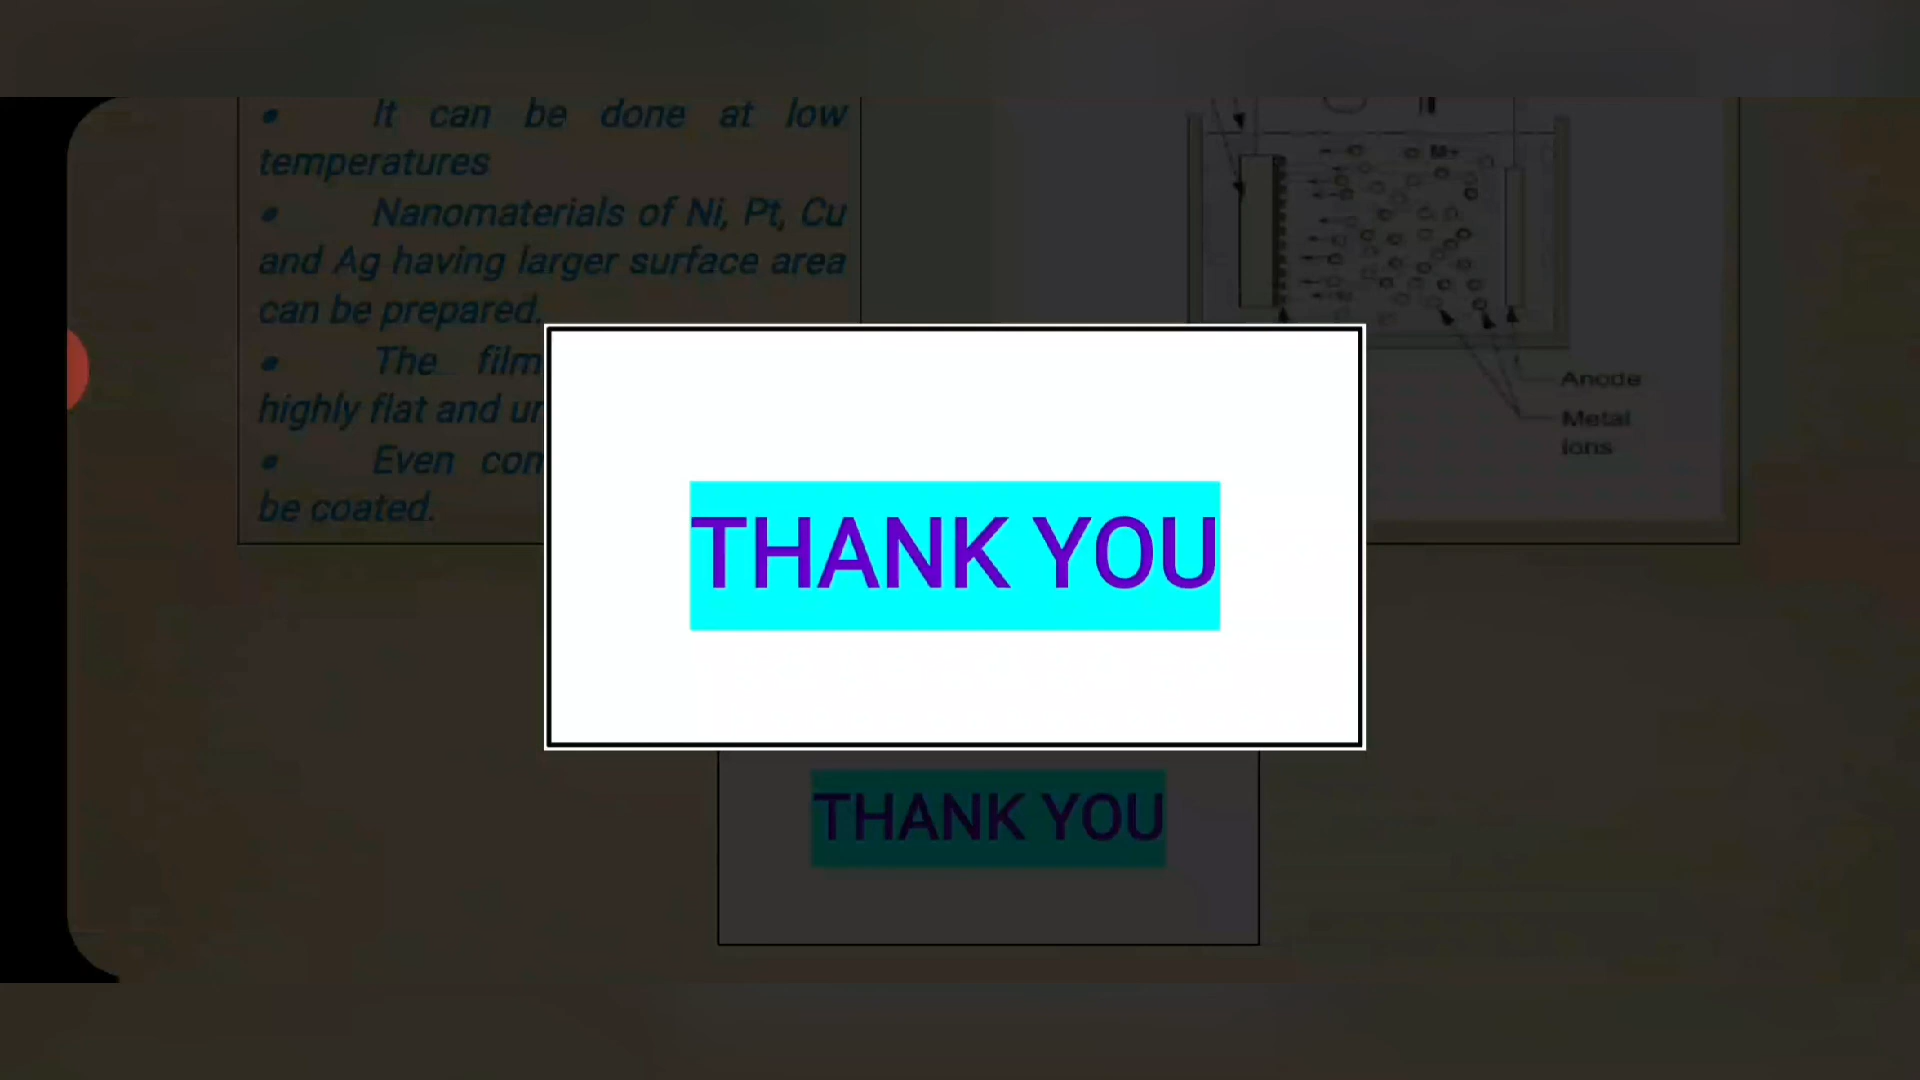 • It can be done at low
temperatures
• Nanomaterials of Ni, Pt, Cu
and Ag having larger surface area
can be prepared.
• The film
highly flat and
• Even
be coated.
M+
Anode
Metal
ions
THANK YOU
THANK YOU